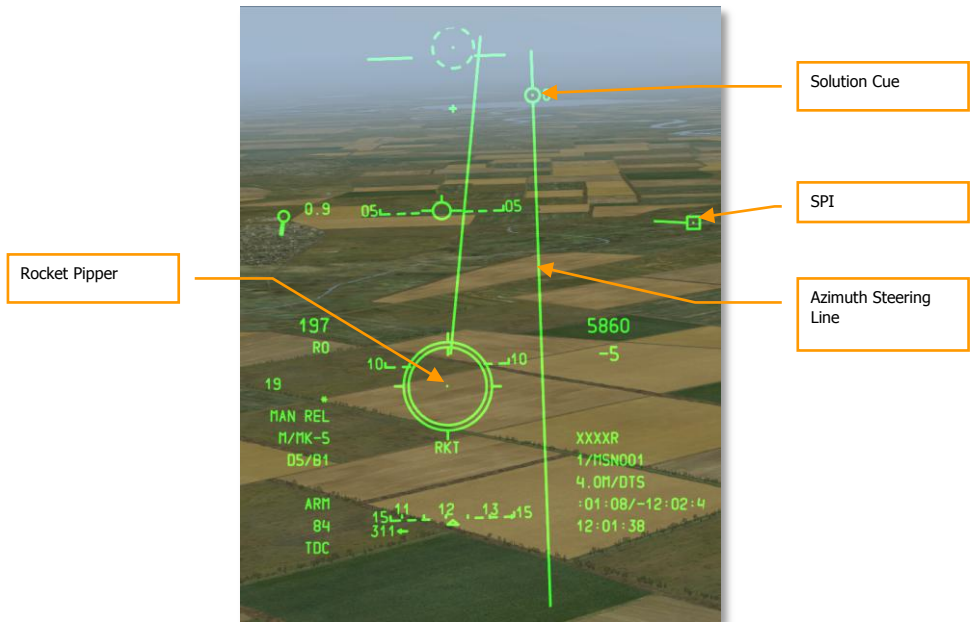 Solution Cue
SPI
Rocket Pipper
Azimuth Steering
Line
0.9
05 05
197
5860
RO
-5
10 10
19
*
MAN REL
M/MK-5
D5/B1
RKT
XXXXR
1/MSN001
4.0M/DTS
:01:08/-12:02:4
12:01:38
ARM
84
TDC
11 12 13
15 15
311←